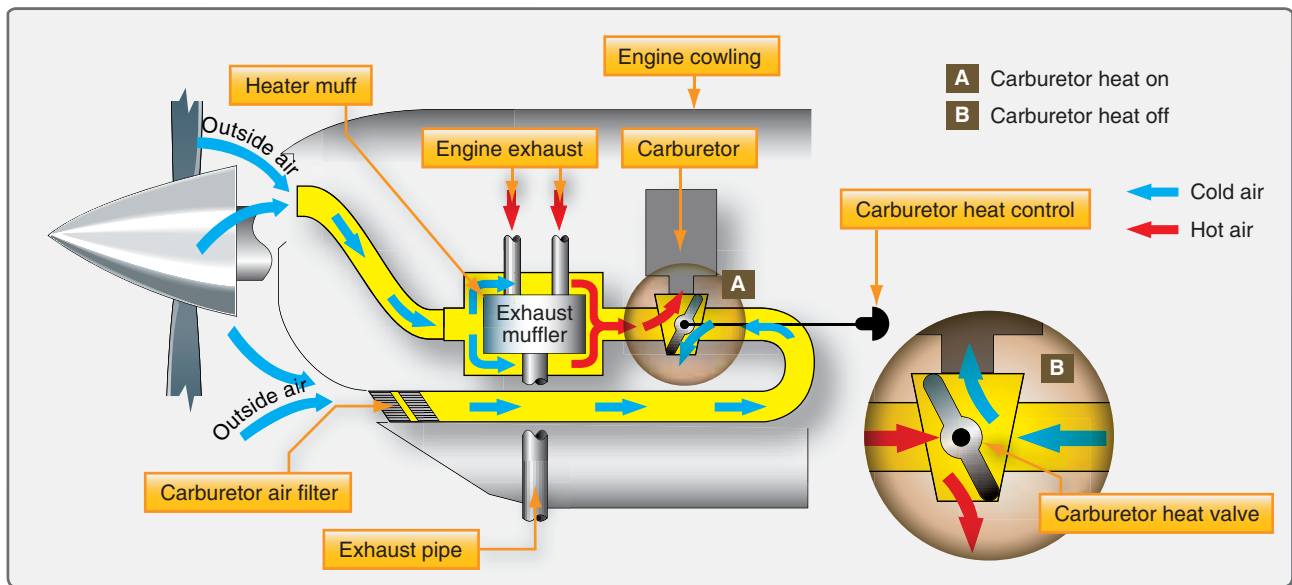 Engine cowling
Heater muff
A Carburetor heat on
B Carburetor heat off
Outside air
Engine exhaust
Carburetor
Cold air
Carburetor heat control
Hot air
A
Exhaust
muffler
B
Outside air
Carburetor air filter
Carburetor heat valve
Exhaust pipe